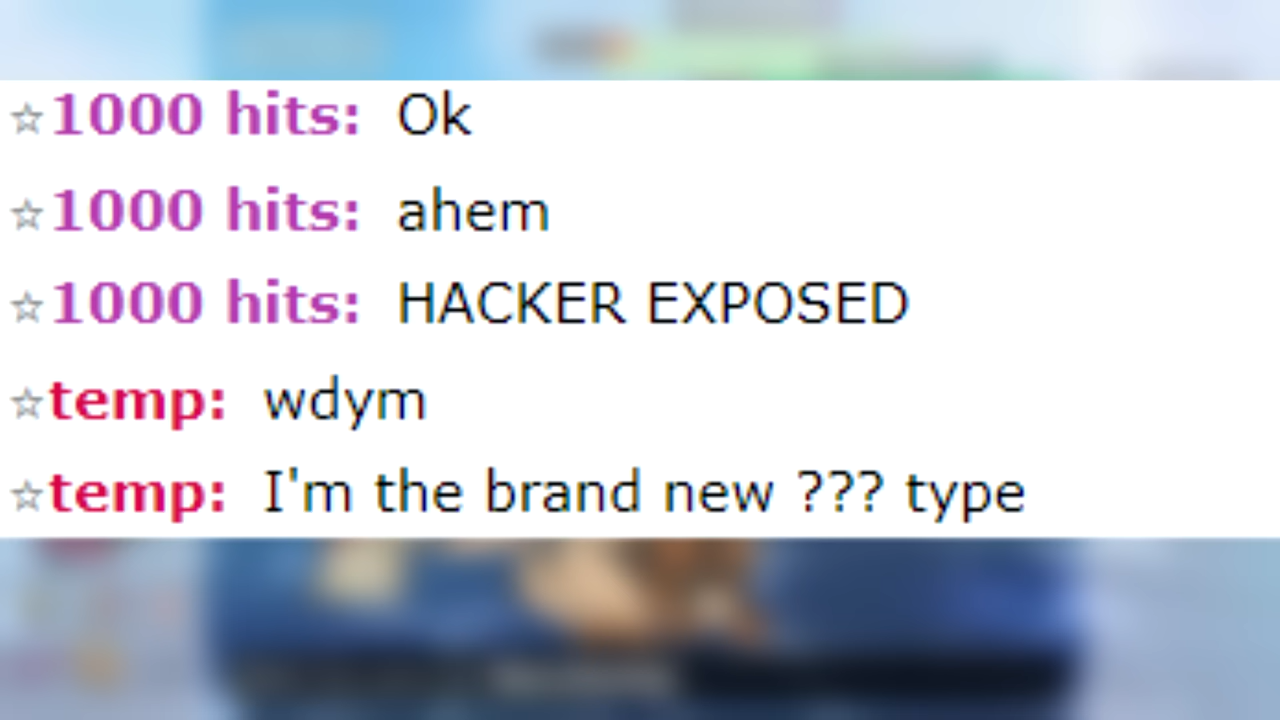 ☆1000 hits: Ok
☆1000 hits: ahem
☆1000 hits: HACKER EXPOSED
☆temp: wdym
☆temp: I'm the brand new ??? type